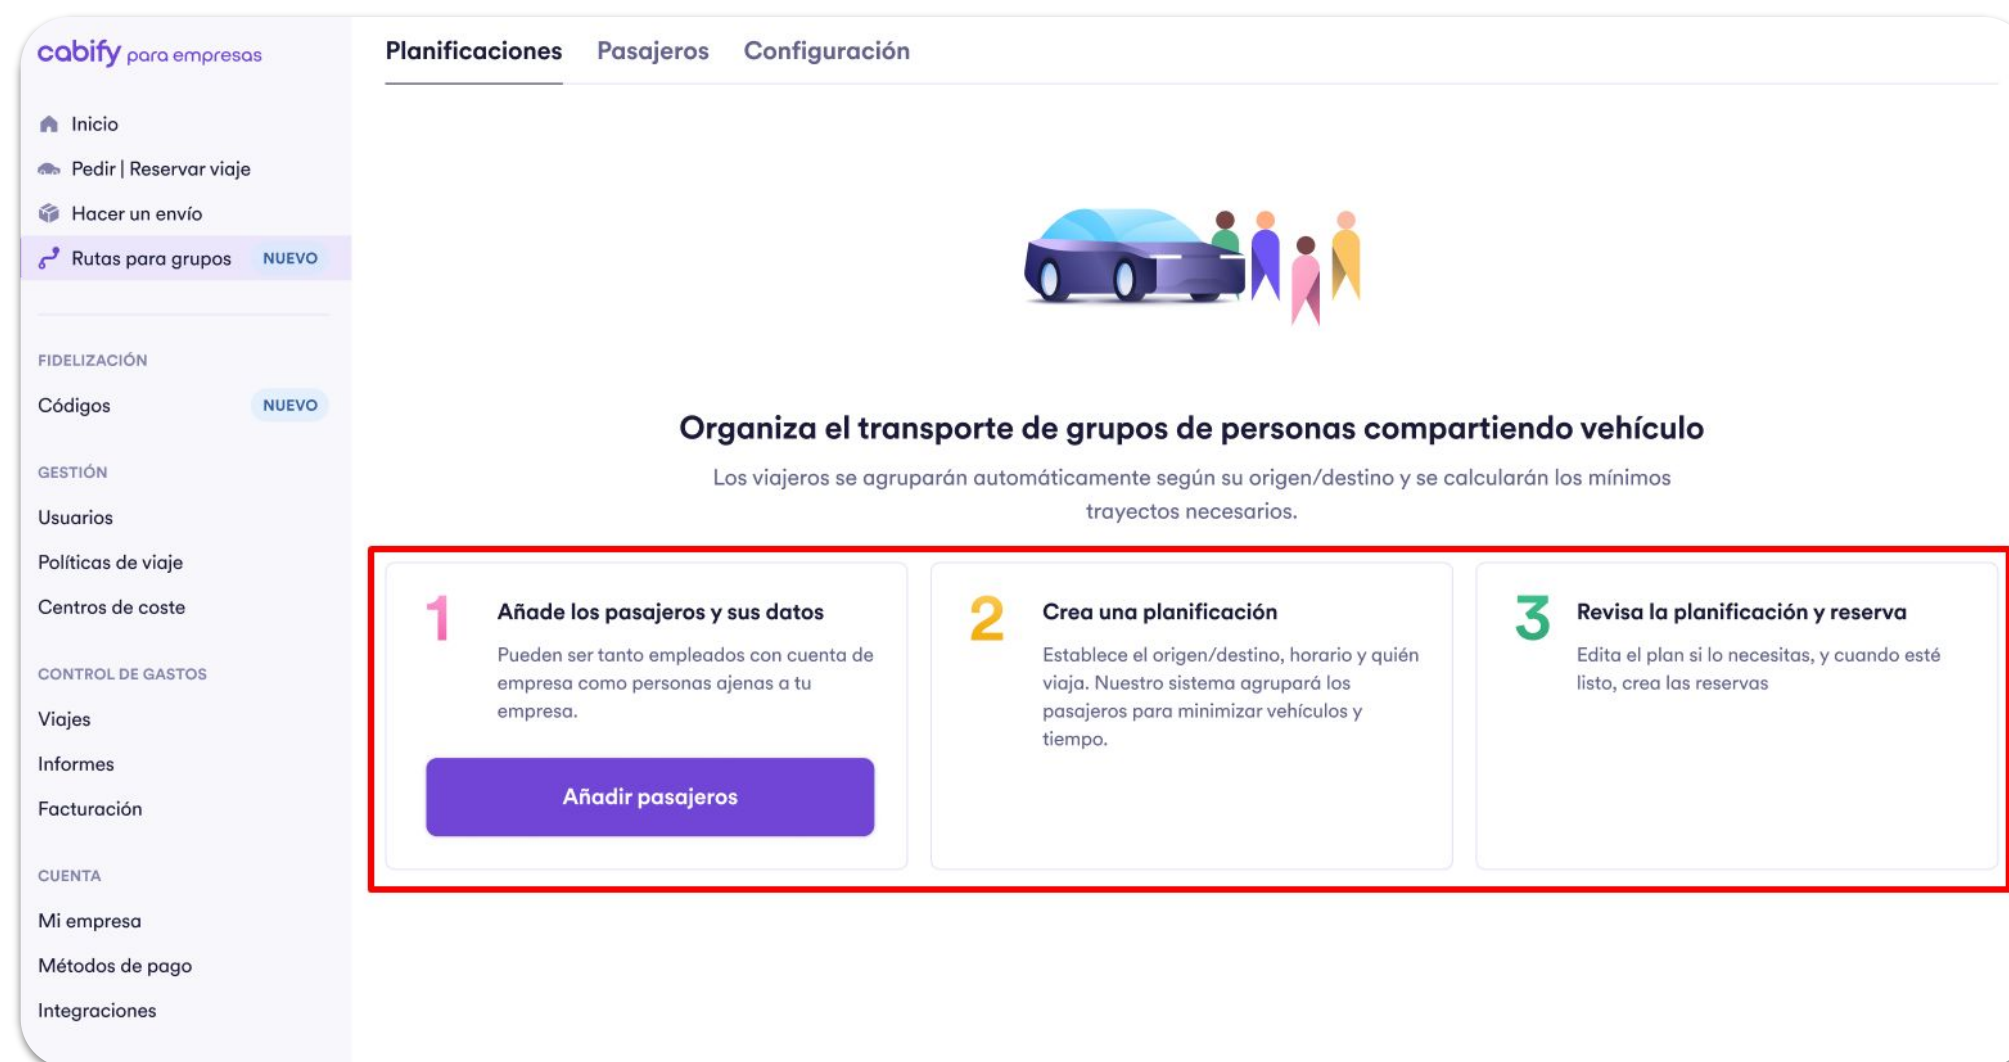 cabify para empresas
Inicio
Pedir | Reservar viaje
Hacer un envío
Rutas para grupos NUEVO
FIDELIZACIÓN
Códigos NUEVO
GESTIÓN
Usuarios
Políticas de viaje
Centros de coste
CONTROL DE GASTOS
Viajes
Informes
Facturación
CUENTA
Mi empresa
Métodos de pago
Integraciones
Planificaciones Pasajeros Configuración
Organiza el transporte de grupos de personas compartiendo vehículo
Los viajeros se agruparán automáticamente según su origen/destino y se calcularán los mínimos
trayectos necesarios.
1 Añade los pasajeros y sus datos
Pueden ser tanto empleados con cuenta de
empresa como personas ajenas a tu
empresa.
Añadir pasajeros
2 Crea una planificación
Establece el origen/destino, horario y quién
viaja. Nuestro sistema agrupará los
pasajeros para minimizar vehículos y
tiempo.
3 Revisa la planificación y reserva
Edita el plan si lo necesitas, y cuando esté
listo, crea las reservas